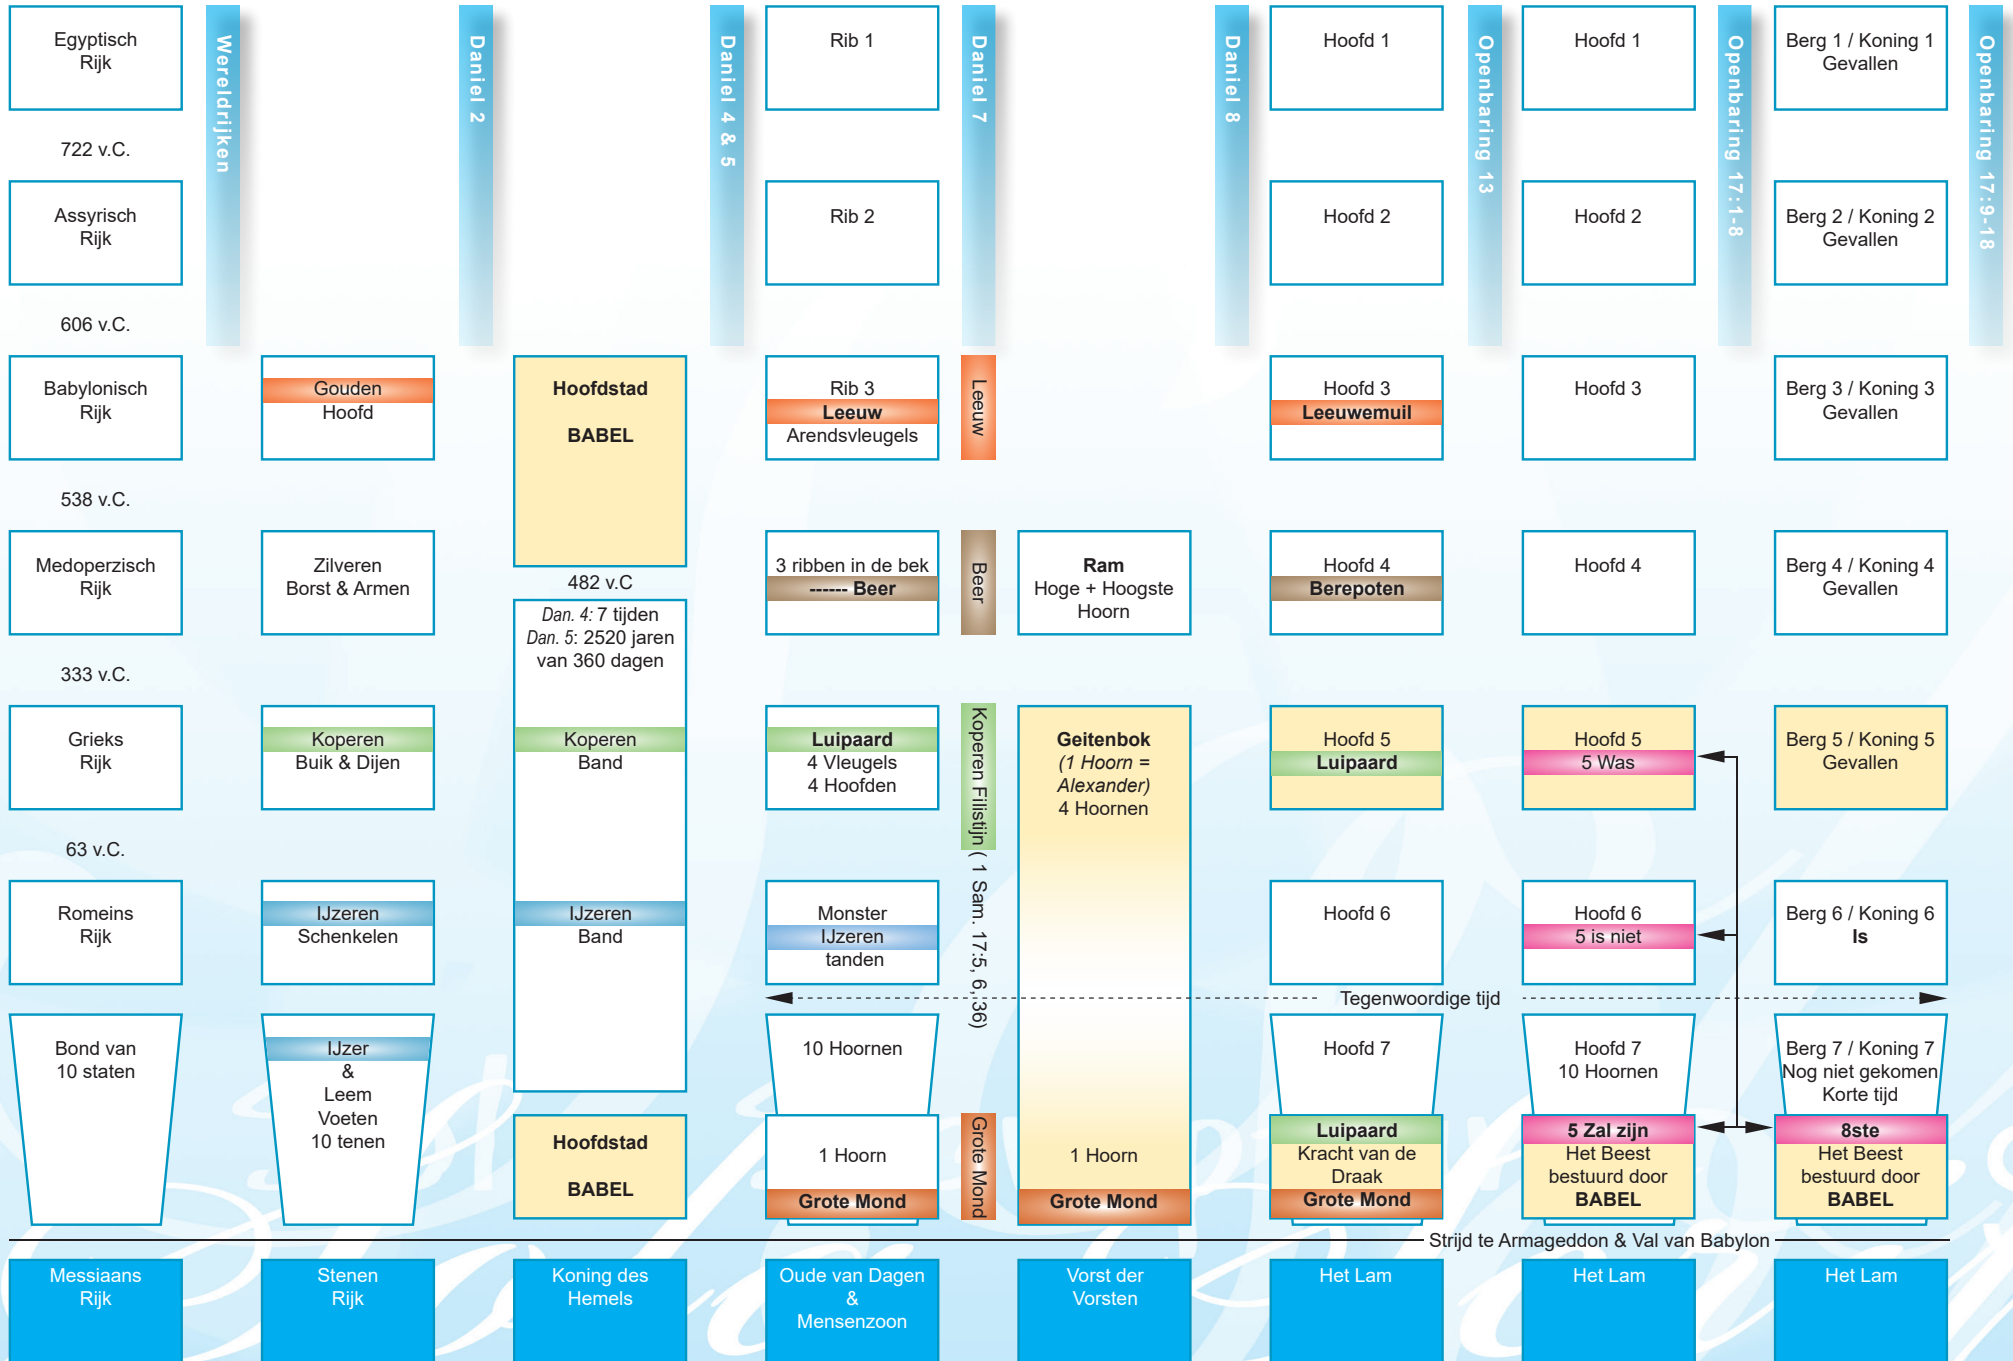 Wereldrijken
Egyptisch
Rijk
722 v.C.
Assyrisch
Rijk
606 v.C.
Babylonisch
Rijk
538 v.C.
Medoperzisch
Rijk
333 v.C.
Grieks
Rijk
63 v.C.
Romeins
Rijk
Bond van
10 staten
Messiaans
Rijk
Daniel 2
Gouden
Hoofd
Zilveren
Borst & Armen
Koperen
Buik & Dijen
IJzeren
Schenkelen
IJzer
&
Leem
Voeten
10 tenen
Stenen
Rijk
Daniel 4 & 5
Hoofdstad
BABEL
482 v.C
Dan. 4: 7 tijden
Dan. 5: 2520 jaren
van 360 dagen
Koperen
Band
IJzeren
Band
Hoofdstad
BABEL
Koning des
Hemels
Daniel 7
Rib 1
Rib 2
Rib 3
Leeuw
Arendsvleugels
3 ribben in de bek
------ Beer
Luipaard
4 Vleugels
4 Hoofden
Monster
IJzeren
tanden
10 Hoornen
1 Hoorn
Grote Mond
Oude van Dagen
&
Mensenzoon
Leeuw
Beer
Koperen Filistijn ( 1 Sam. 17:5, 6, 36)
Grote Mond
Daniel 8
Ram
Hoge + Hoogste
Hoorn
Geitenbok
(1 Hoorn =
Alexander)
4 Hoornen
1 Hoorn
Grote Mond
Vorst der
Vorsten
Openbaring 13
Hoofd 1
Hoofd 2
Hoofd 3
Leeuwemuil
Hoofd 4
Berepoten
Hoofd 5
Luipaard
Hoofd 6
Tegenwoordige tijd
Hoofd 7
Luipaard
Kracht van de
Draak
Grote Mond
Het Lam
Openbaring 17:1-8
Hoofd 1
Hoofd 2
Hoofd 3
Hoofd 4
Hoofd 5
5 Was
Hoofd 6
5 is niet
Hoofd 7
10 Hoornen
5 Zal zijn
Het Beest
bestuurd door
BABEL
Strijd te Armageddon & Val van Babylon
Het Lam
Openbaring 17:9-18
Berg 1 / Koning 1
Gevallen
Berg 2 / Koning 2
Gevallen
Berg 3 / Koning 3
Gevallen
Berg 4 / Koning 4
Gevallen
Berg 5 / Koning 5
Gevallen
Berg 6 / Koning 6
Is
Berg 7 / Koning 7
Nog niet gekomen
Korte tijd
8ste
Het Beest
bestuurd door
BABEL
Het Lam